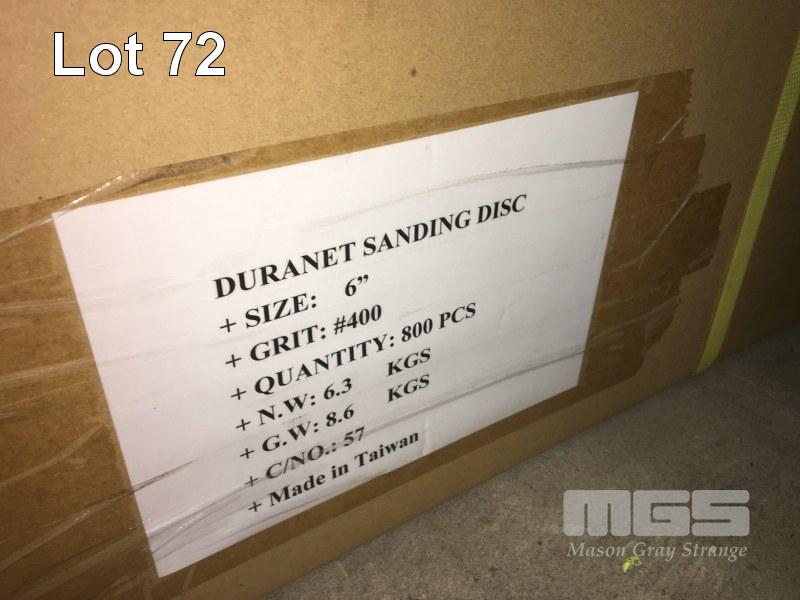 Lot 72
DURANET SANDING DISC
+ SIZE: 6”
+ GRIT: #400
+ QUANTITY: 800 PCS
+ N.W: 6.3 KGS
+ G.W: 8.6 KGS
+ C/NO.: 57
+ Made in Taiwan
MGS
Mason Gray Strange